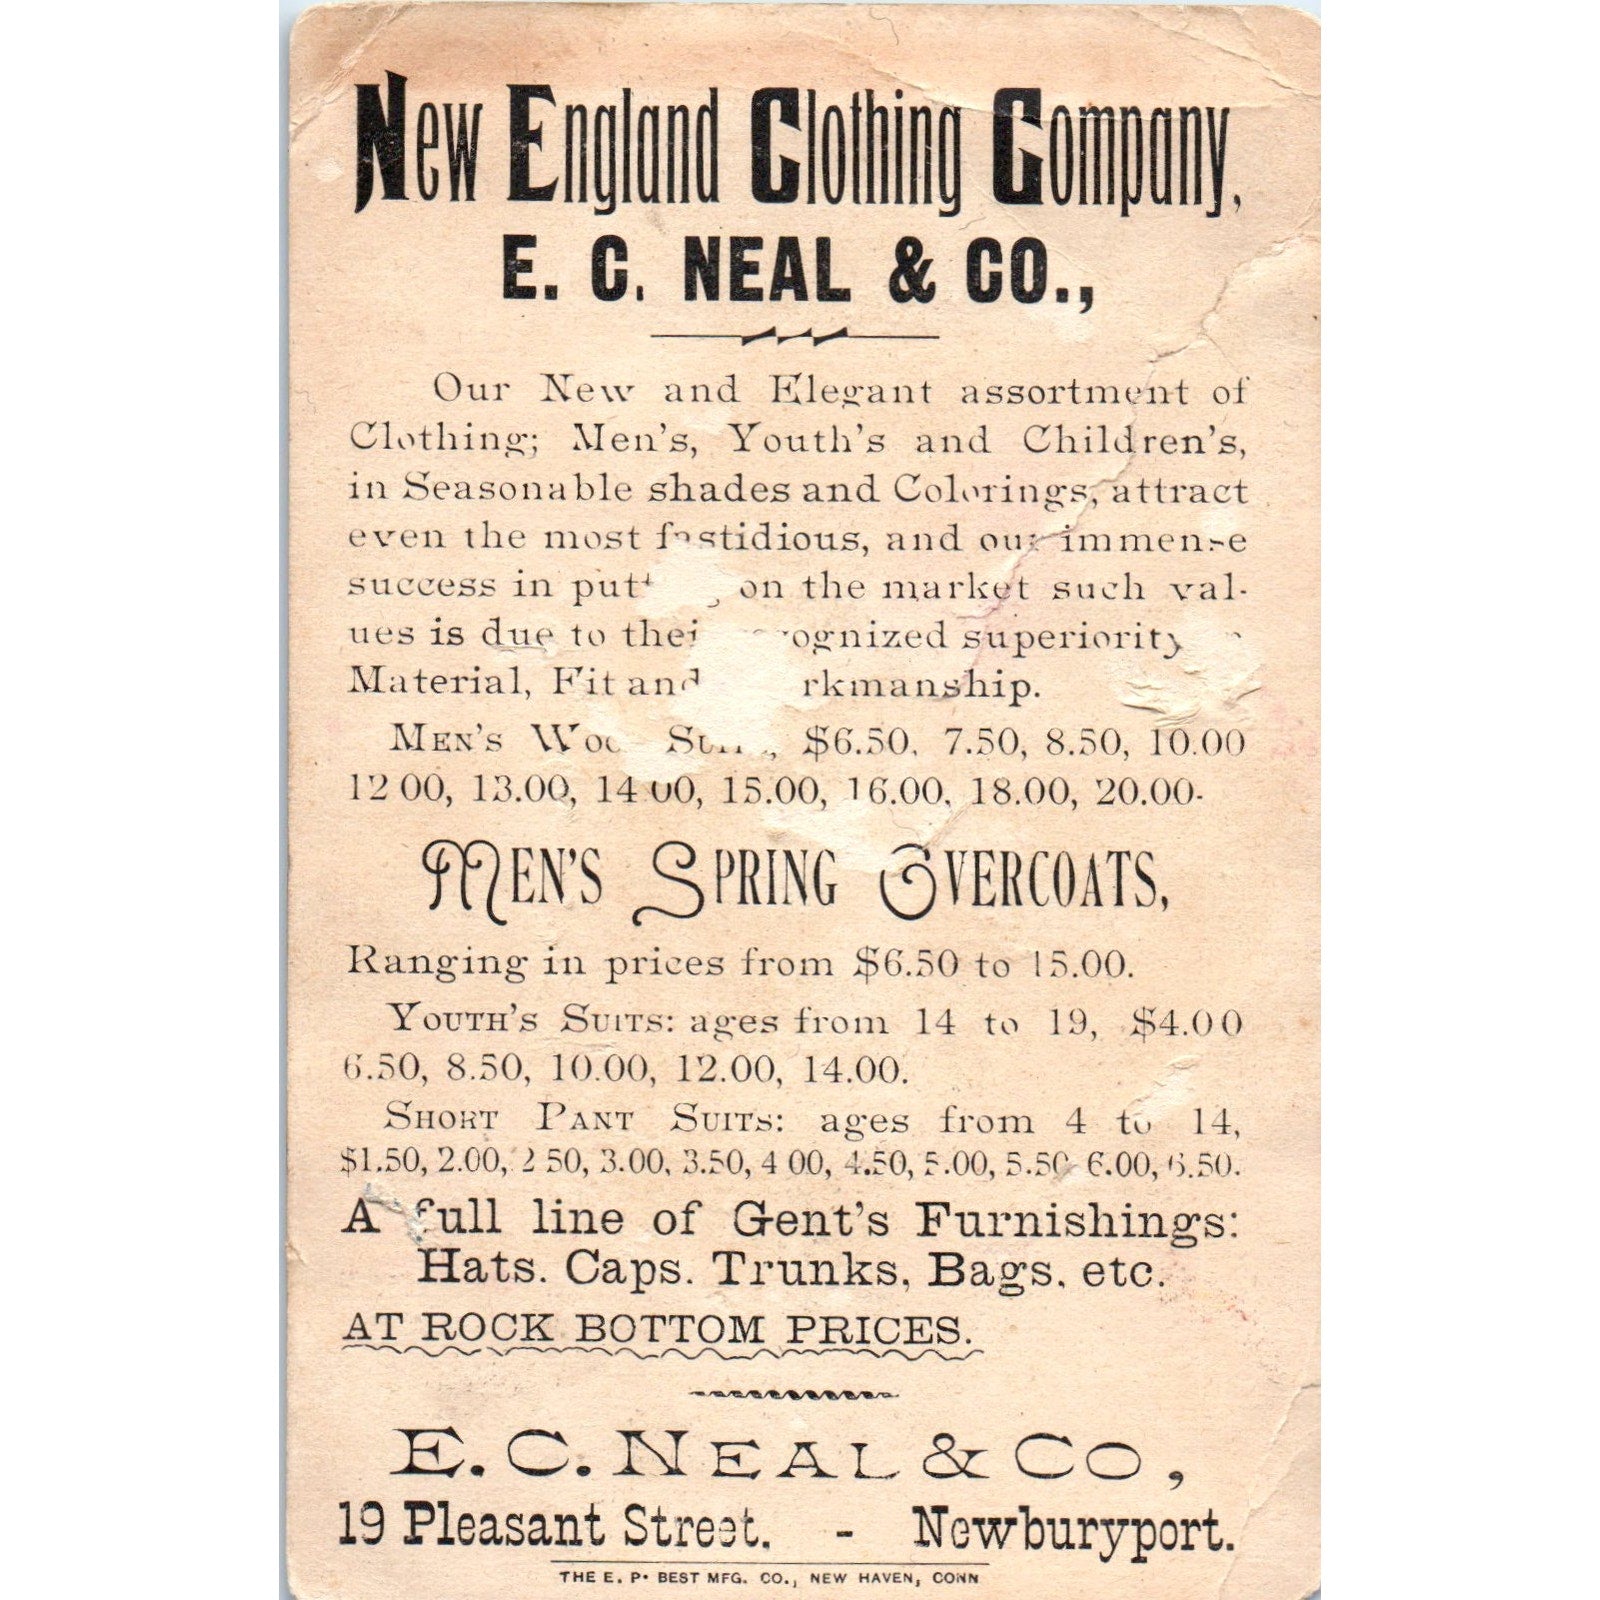 New England Clothing Company,
E. C. NEAL & CO.,
Our New and Elegant assortment of
Clothing; Men's, Youth's and Children's,
in Seasonable shades and Colorings, attract
even the most fastidious, and our immense
success in on the market such val-
ues is due to their superiority
Material, Fit and
MEN'S $6.50, 7.50, 8.50, 10.00
12 00, 13.00, 14 00, 15.00, 16.00, 18.00, 20.00-
MEN'S SPRING OVERCOATS,
Ranging in prices from $6.50 to 15.00.
YOUTH'S SUITS: ages from 14 to 19, $4.00
6.50, 8.50, 10.00, 12.00, 14.00.
SHORT PANT SUITS: ages from 4 to 14,
$1.50, 2.00, 2 50, 3.00, 3.50, 4 00, 4.50, 5.00, 5.50 6.00, 6.50.
A full line of Gent's Furnishings:
Hats. Caps. Trunks, Bags. etc.
AT ROCK BOTTOM PRICES.
E. C. NEAL & CO,
19 Pleasant Street. - Newburyport.
THE E. P. BEST MFG. CO., NEW HAVEN, CONN